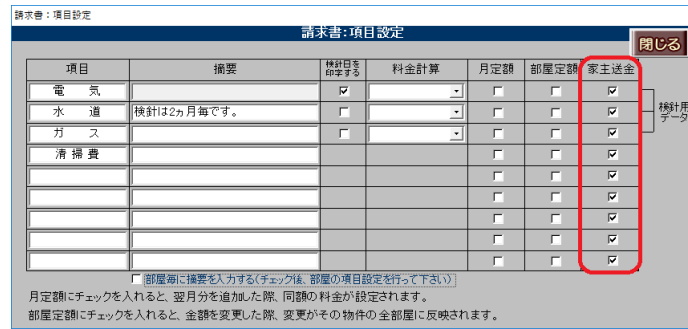 請求書：項目設定
請求書:項目設定
閉じる
項目 摘要 検針日を印字する 料金計算 月定額 部屋定額 家主送金
電 気
水 道 検針は2ヵ月毎です。
ガ ス
清 掃 費
検針用
データ
部屋毎に摘要を入力する(チェック後、部屋の項目設定を行って下さい)
月定額にチェックを入れると、翌月分を追加した際、同額の料金が設定されます。
部屋定額にチェックを入れると、金額を変更した際、変更がその物件の全部屋に反映されます。